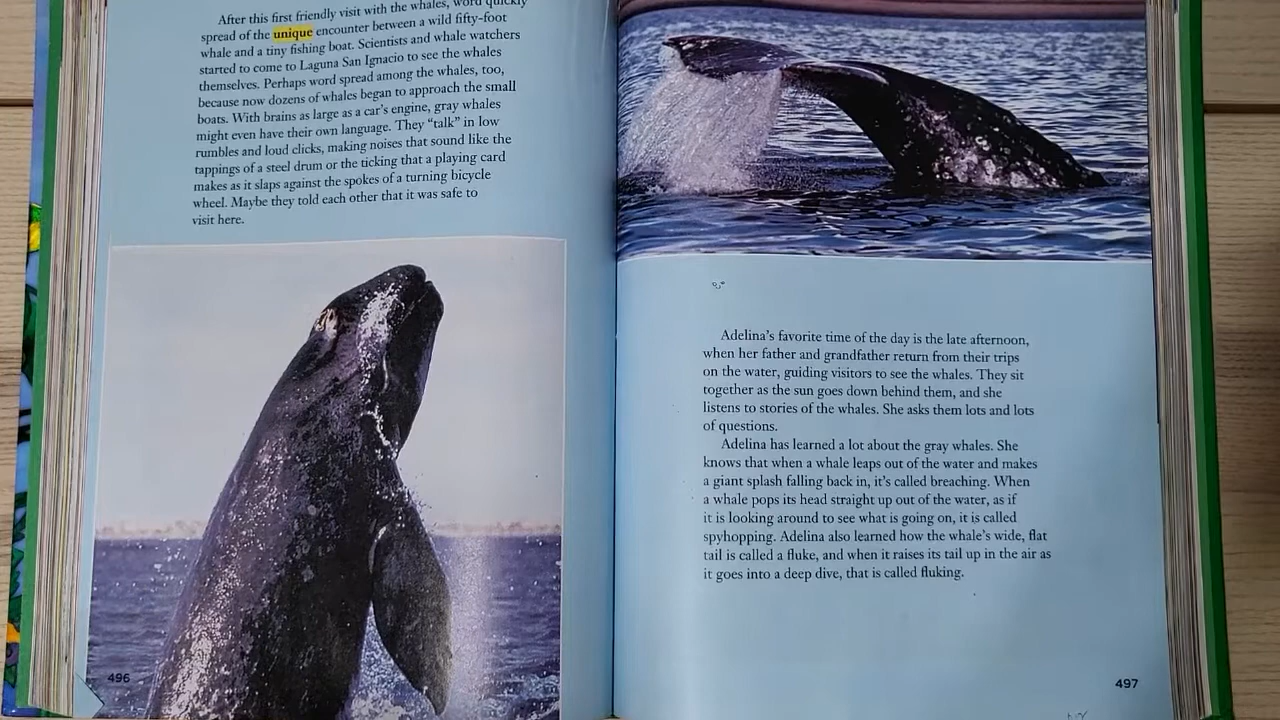 After this first friendly visit with the whales, word quickly
spread of the unique encounter between a wild fifty-foot
whale and a tiny fishing boat. Scientists and whale watchers
started to come to Laguna San Ignacio to see the whales
themselves. Perhaps word spread among the whales, too,
because now dozens of whales began to approach the small
boats. With brains as large as a car’s engine, gray whales
might even have their own language. They “talk” in low
rumbles and loud clicks, making noises that sound like the
tappings of a steel drum or the ticking that a playing card
makes as it slaps against the spokes of a turning bicycle
wheel. Maybe they told each other that it was safe to
visit here.
496
Adelina’s favorite time of the day is the late afternoon,
when her father and grandfather return from their trips
on the water, guiding visitors to see the whales. They sit
together as the sun goes down behind them, and she
listens to stories of the whales. She asks them lots and lots
of questions.
Adelina has learned a lot about the gray whales. She
knows that when a whale leaps out of the water and makes
a giant splash falling back in, it’s called breaching. When
a whale pops its head straight up out of the water, as if
it is looking around to see what is going on, it is called
spyhopping. Adelina also learned how the whale’s wide, flat
tail is called a fluke, and when it raises its tail up in the air as
it goes into a deep dive, that is called fluking.
497